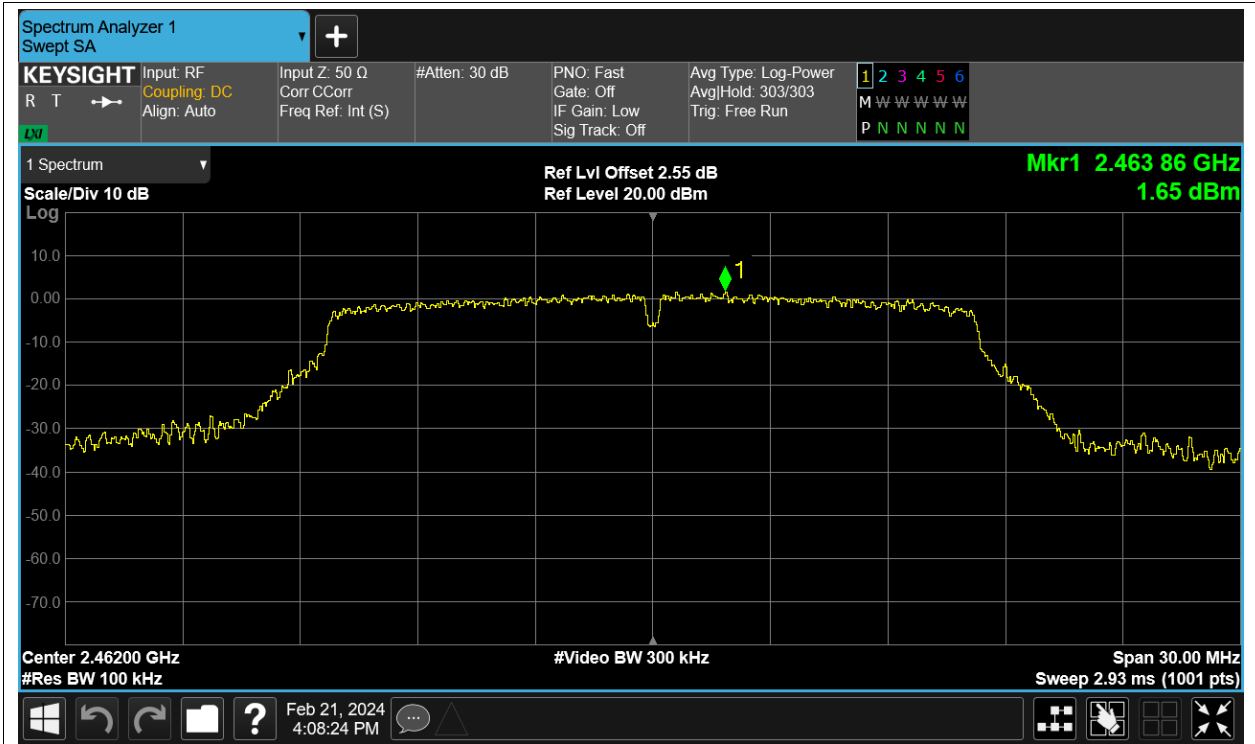 Spectrum Analyzer 1
Swept SA
KEYSIGHT
R T
LXI
Input: RF
Coupling: DC
Align: Auto
Input Z: 50 Ω
Corr CCorr
Freq Ref: Int (S)
#Atten: 30 dB
PNO: Fast
Gate: Off
IF Gain: Low
Sig Track: Off
Avg Type: Log-Power
Avg|Hold: 303/303
Trig: Free Run
1 2 3 4 5 6
M W W W W W
P N N N N N
1 Spectrum
Scale/Div 10 dB
Log
Ref Lvl Offset 2.55 dB
Ref Level 20.00 dBm
Mkr1 2.463 86 GHz
1.65 dBm
1
10.0
0.00
-10.0
-20.0
-30.0
-40.0
-50.0
-60.0
-70.0
Center 2.46200 GHz
#Res BW 100 kHz
#Video BW 300 kHz
Span 30.00 MHz
Sweep 2.93 ms (1001 pts)
?
Feb 21, 2024
4:08:24 PM